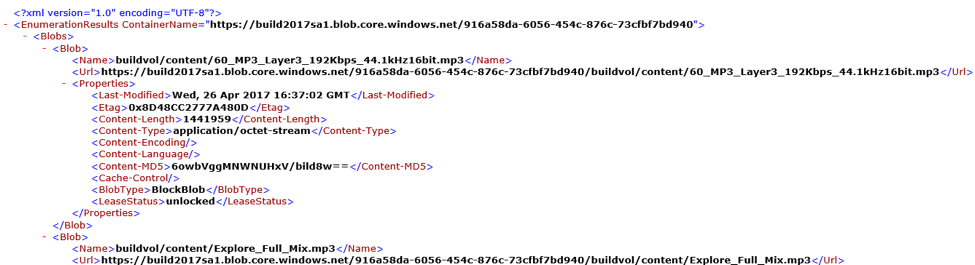 <?xml version="1.0" encoding="UTF-8"?>
- <EnumerationResults ContainerName="https://build2017sa1.blob.core.windows.net/916a58da-6056-454c-876c-73cfbf7bd940">
- <Blobs>
- <Blob>
<Name>buildvol/content/60_MP3_Layer3_192Kbps_44.1kHz16bit.mp3</Name>
<Url>https://build2017sa1.blob.core.windows.net/916a58da-6056-454c-876c-73cfbf7bd940/buildvol/content/60_MP3_Layer3_192Kbps_44.1kHz16bit.mp3</Url>
- <Properties>
<Last-Modified>Wed, 26 Apr 2017 16:37:02 GMT</Last-Modified>
<Etag>0x8D48CC2777A480D</Etag>
<Content-Length>1441959</Content-Length>
<Content-Type>application/octet-stream</Content-Type>
<Content-Encoding/>
<Content-Language/>
<Content-MD5>6owbVggMNWNUHxV/bild8w==</Content-MD5>
<Cache-Control/>
<BlobType>BlockBlob</BlobType>
<LeaseStatus>unlocked</LeaseStatus>
</Properties>
</Blob>
- <Blob>
<Name>buildvol/content/Explore_Full_Mix.mp3</Name>
<Url>https://build2017sa1.blob.core.windows.net/916a58da-6056-454c-876c-73cfbf7bd940/buildvol/content/Explore_Full_Mix.mp3</Url>